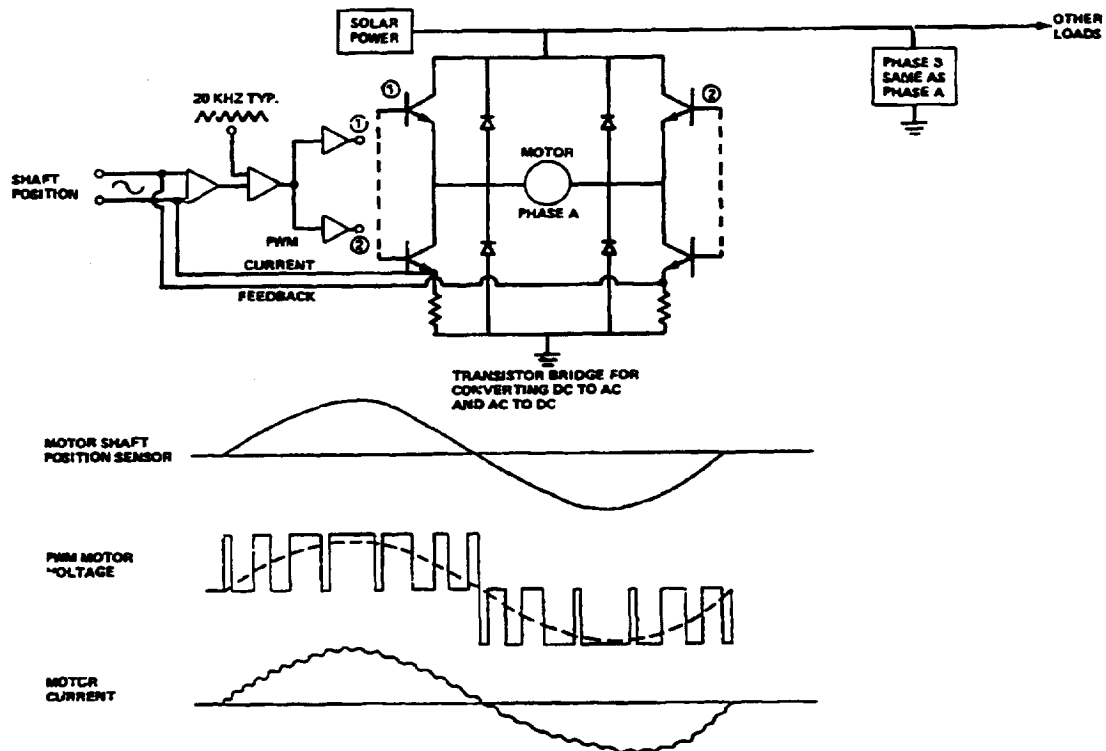 SOLAR
POWER
OTHER
LOADS
PHASE B
SAME AS
PHASE A
20 KHZ TYP.
①
①
②
MOTOR
SHAFT
POSITION
PHASE A
PWM
②
CURRENT
FEEDBACK
TRANSISTOR BRIDGE FOR
CONVERTING DC TO AC
AND AC TO DC
MOTOR SHAFT
POSITION SENSOR
PWM MOTOR
VOLTAGE
MOTOR
CURRENT